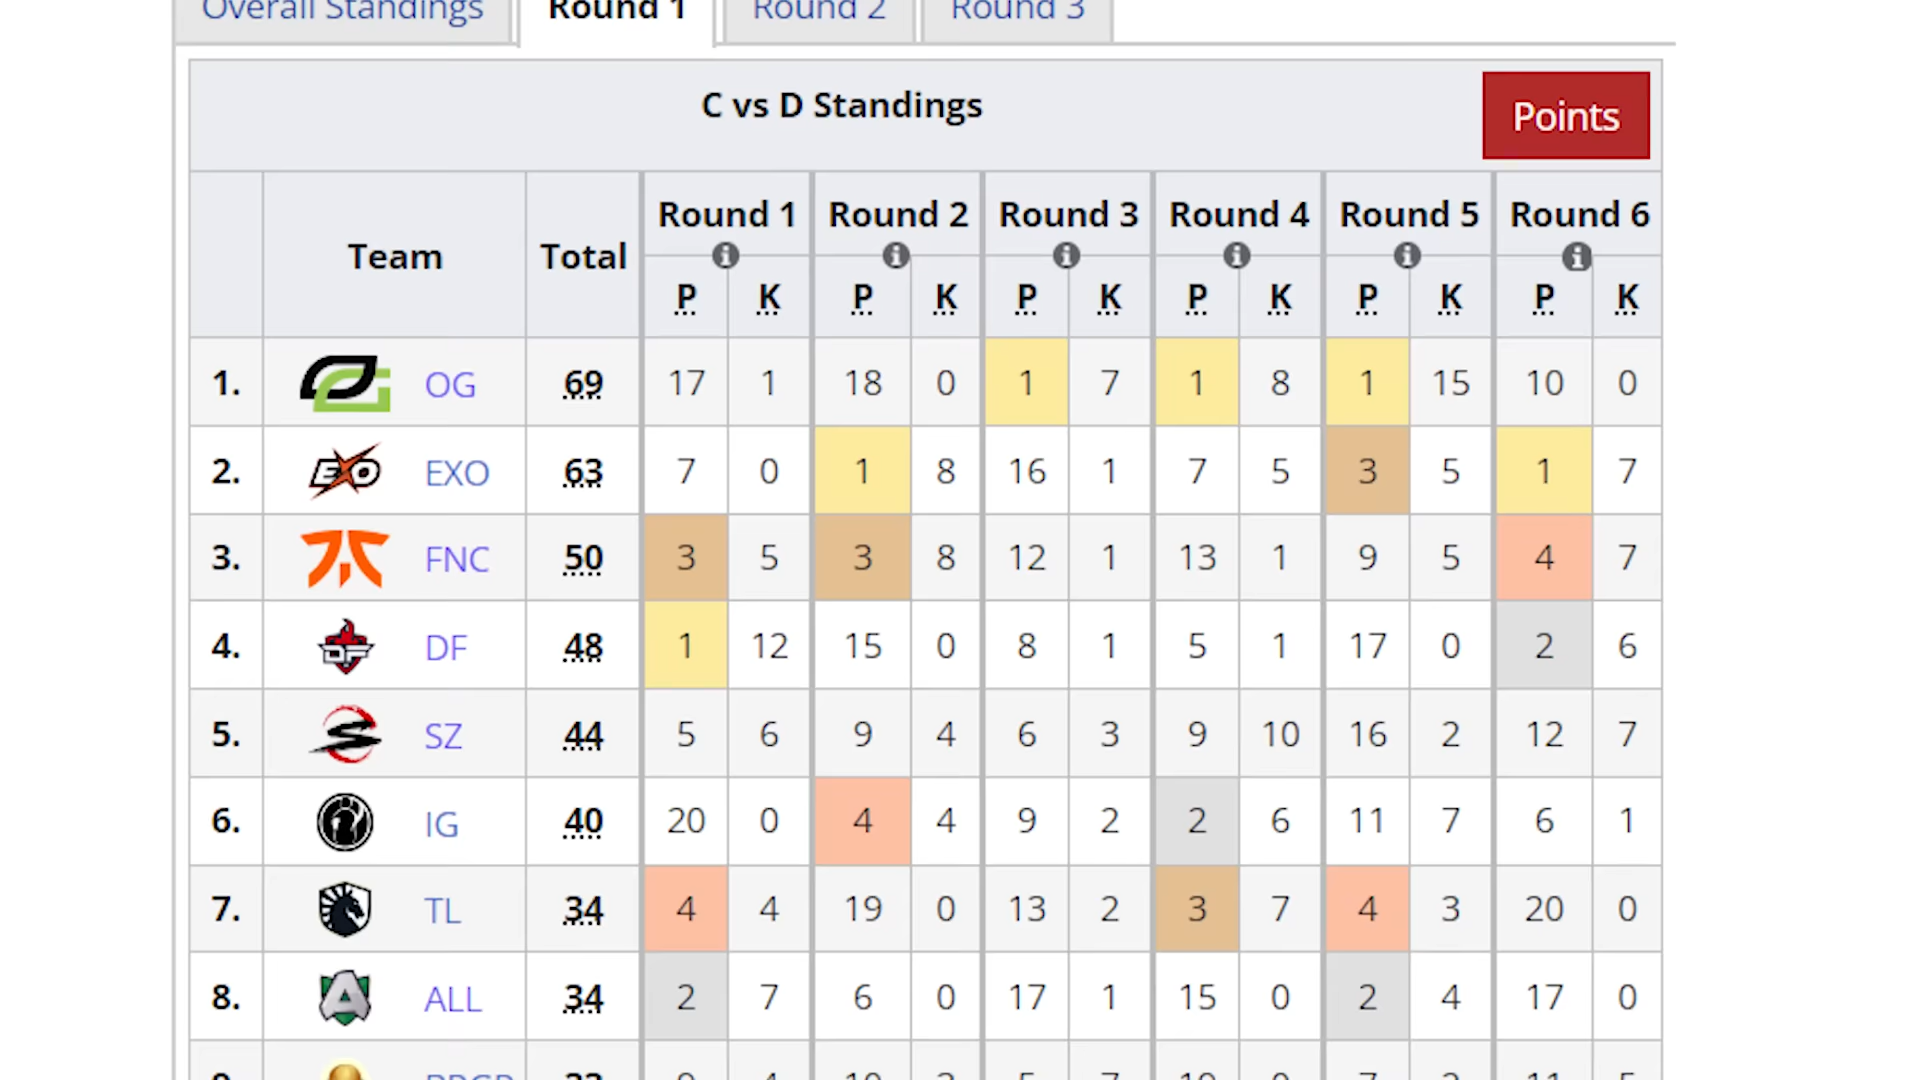 Overall Standings Round 1 Round 2 Round 3
C vs D Standings Points
Team Total Round 1 Round 2 Round 3 Round 4 Round 5 Round 6
P K P K P K P K P K P K
1. OG 69 17 1 18 0 1 7 1 8 1 15 10 0
2. EXO EXO 63 7 0 1 8 16 1 7 5 3 5 1 7
3. FNC 50 3 5 3 8 12 1 13 1 9 5 4 7
4. DF DF 48 1 12 15 0 8 1 5 1 17 0 2 6
5. SZ 44 5 6 9 4 6 3 9 10 16 2 12 7
6. IG 40 20 0 4 4 9 2 2 6 11 7 6 1
7. TL 34 4 4 19 0 13 2 3 7 4 3 20 0
8. ALL 34 2 7 6 0 17 1 15 0 2 4 17 0